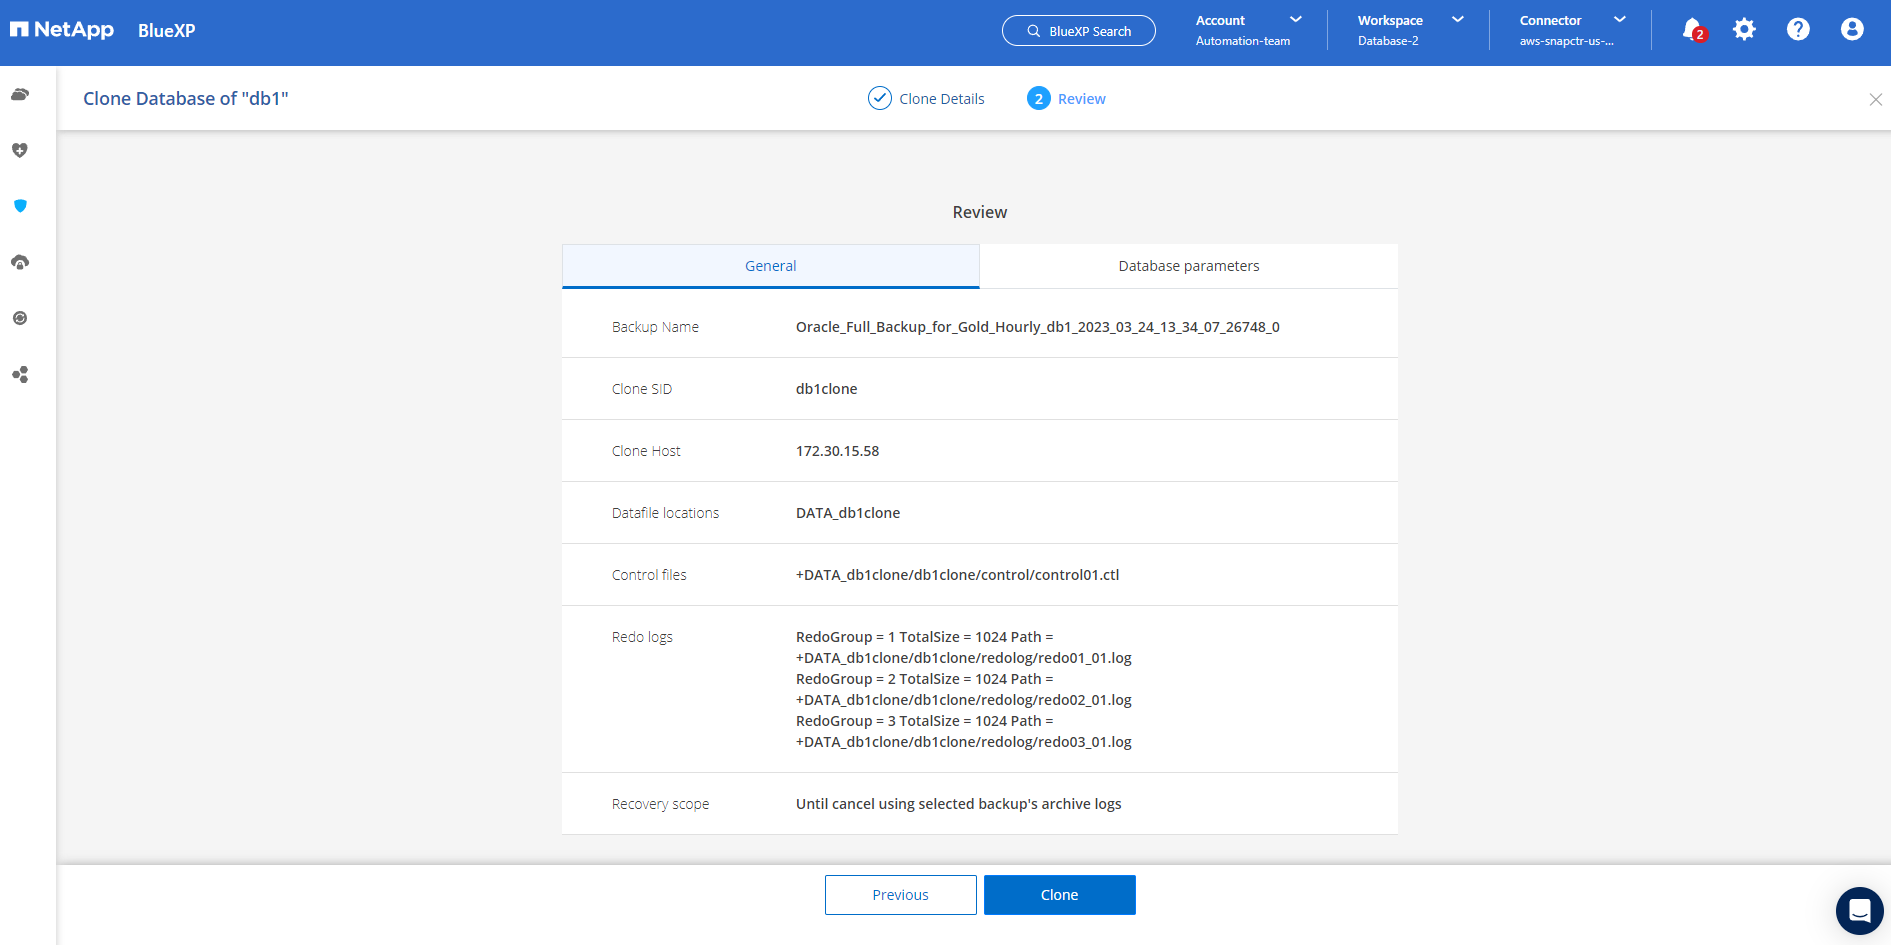 NetApp BlueXP
BlueXP Search
Account
Automation-team
Workspace
Database-2
Connector
aws-snapctr-us-...
2
Clone Database of "db1"
Clone Details
2 Review
Review
General
Database parameters
Backup Name
Oracle_Full_Backup_for_Gold_Hourly_db1_2023_03_24_13_34_07_26748_0
Clone SID
db1clone
Clone Host
172.30.15.58
Datafile locations
DATA_db1clone
Control files
+DATA_db1clone/db1clone/control/control01.ctl
Redo logs
RedoGroup = 1 TotalSize = 1024 Path =
+DATA_db1clone/db1clone/redolog/redo01_01.log
RedoGroup = 2 TotalSize = 1024 Path =
+DATA_db1clone/db1clone/redolog/redo02_01.log
RedoGroup = 3 TotalSize = 1024 Path =
+DATA_db1clone/db1clone/redolog/redo03_01.log
Recovery scope
Until cancel using selected backup's archive logs
Previous
Clone